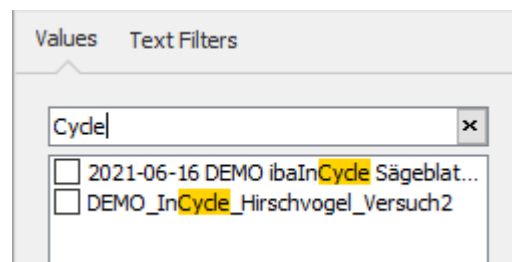 Values Text Filters
Cycle
2021-06-16 DEMO ibaInCycle Sägeblat...
DEMO_InCycle_Hirschvogel_Versuch2